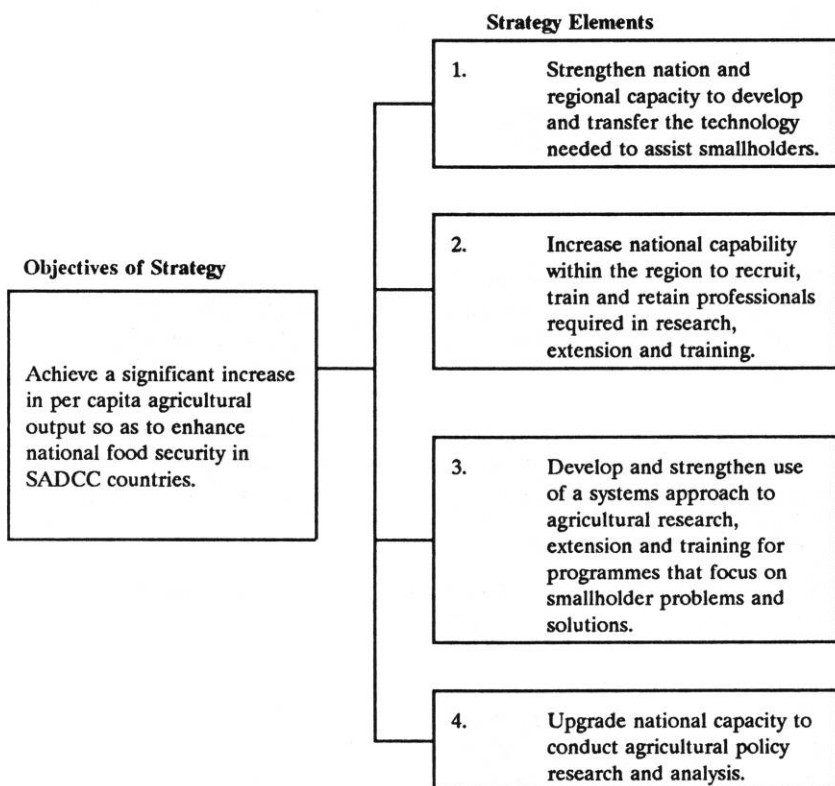 Strategy Elements
1. Strengthen nation and
regional capacity to develop
and transfer the technology
needed to assist smallholders.
2. Increase national capability
within the region to recruit,
train and retain professionals
required in research,
extension and training.
Objectives of Strategy
Achieve a significant increase
in per capita agricultural
output so as to enhance
national food security in
SADCC countries.
3. Develop and strengthen use
of a systems approach to
agricultural research,
extension and training for
programmes that focus on
smallholder problems and
solutions.
4. Upgrade national capacity to
conduct agricultural policy
research and analysis.